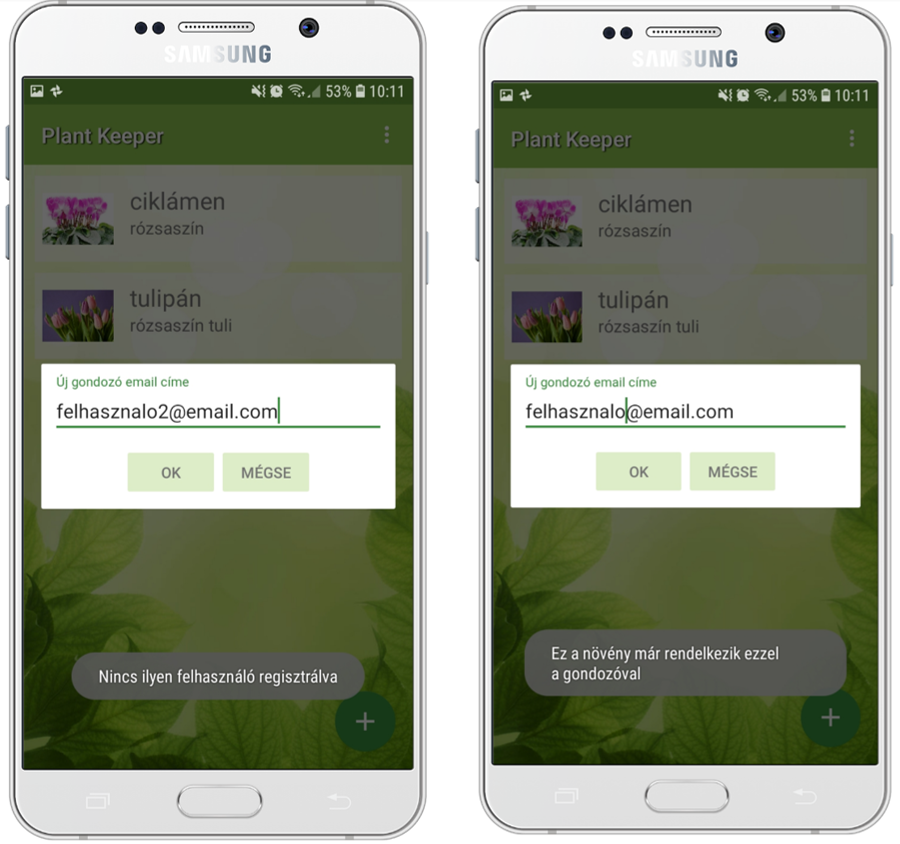 SAMSUNG
53% 10:11
Plant Keeper
ciklámen
rózsaszín
tulipán
rózsaszín tuli
Új gondozó email címe
felhasznalo2@email.com
OK MÉGSE
Nincs ilyen felhasználó regisztrálva
+
SAMSUNG
53% 10:11
Plant Keeper
ciklámen
rózsaszín
tulipán
rózsaszín tuli
Új gondozó email címe
felhasznalo@email.com
OK MÉGSE
Ez a növény már rendelkezik ezzel
a gondozóval
+